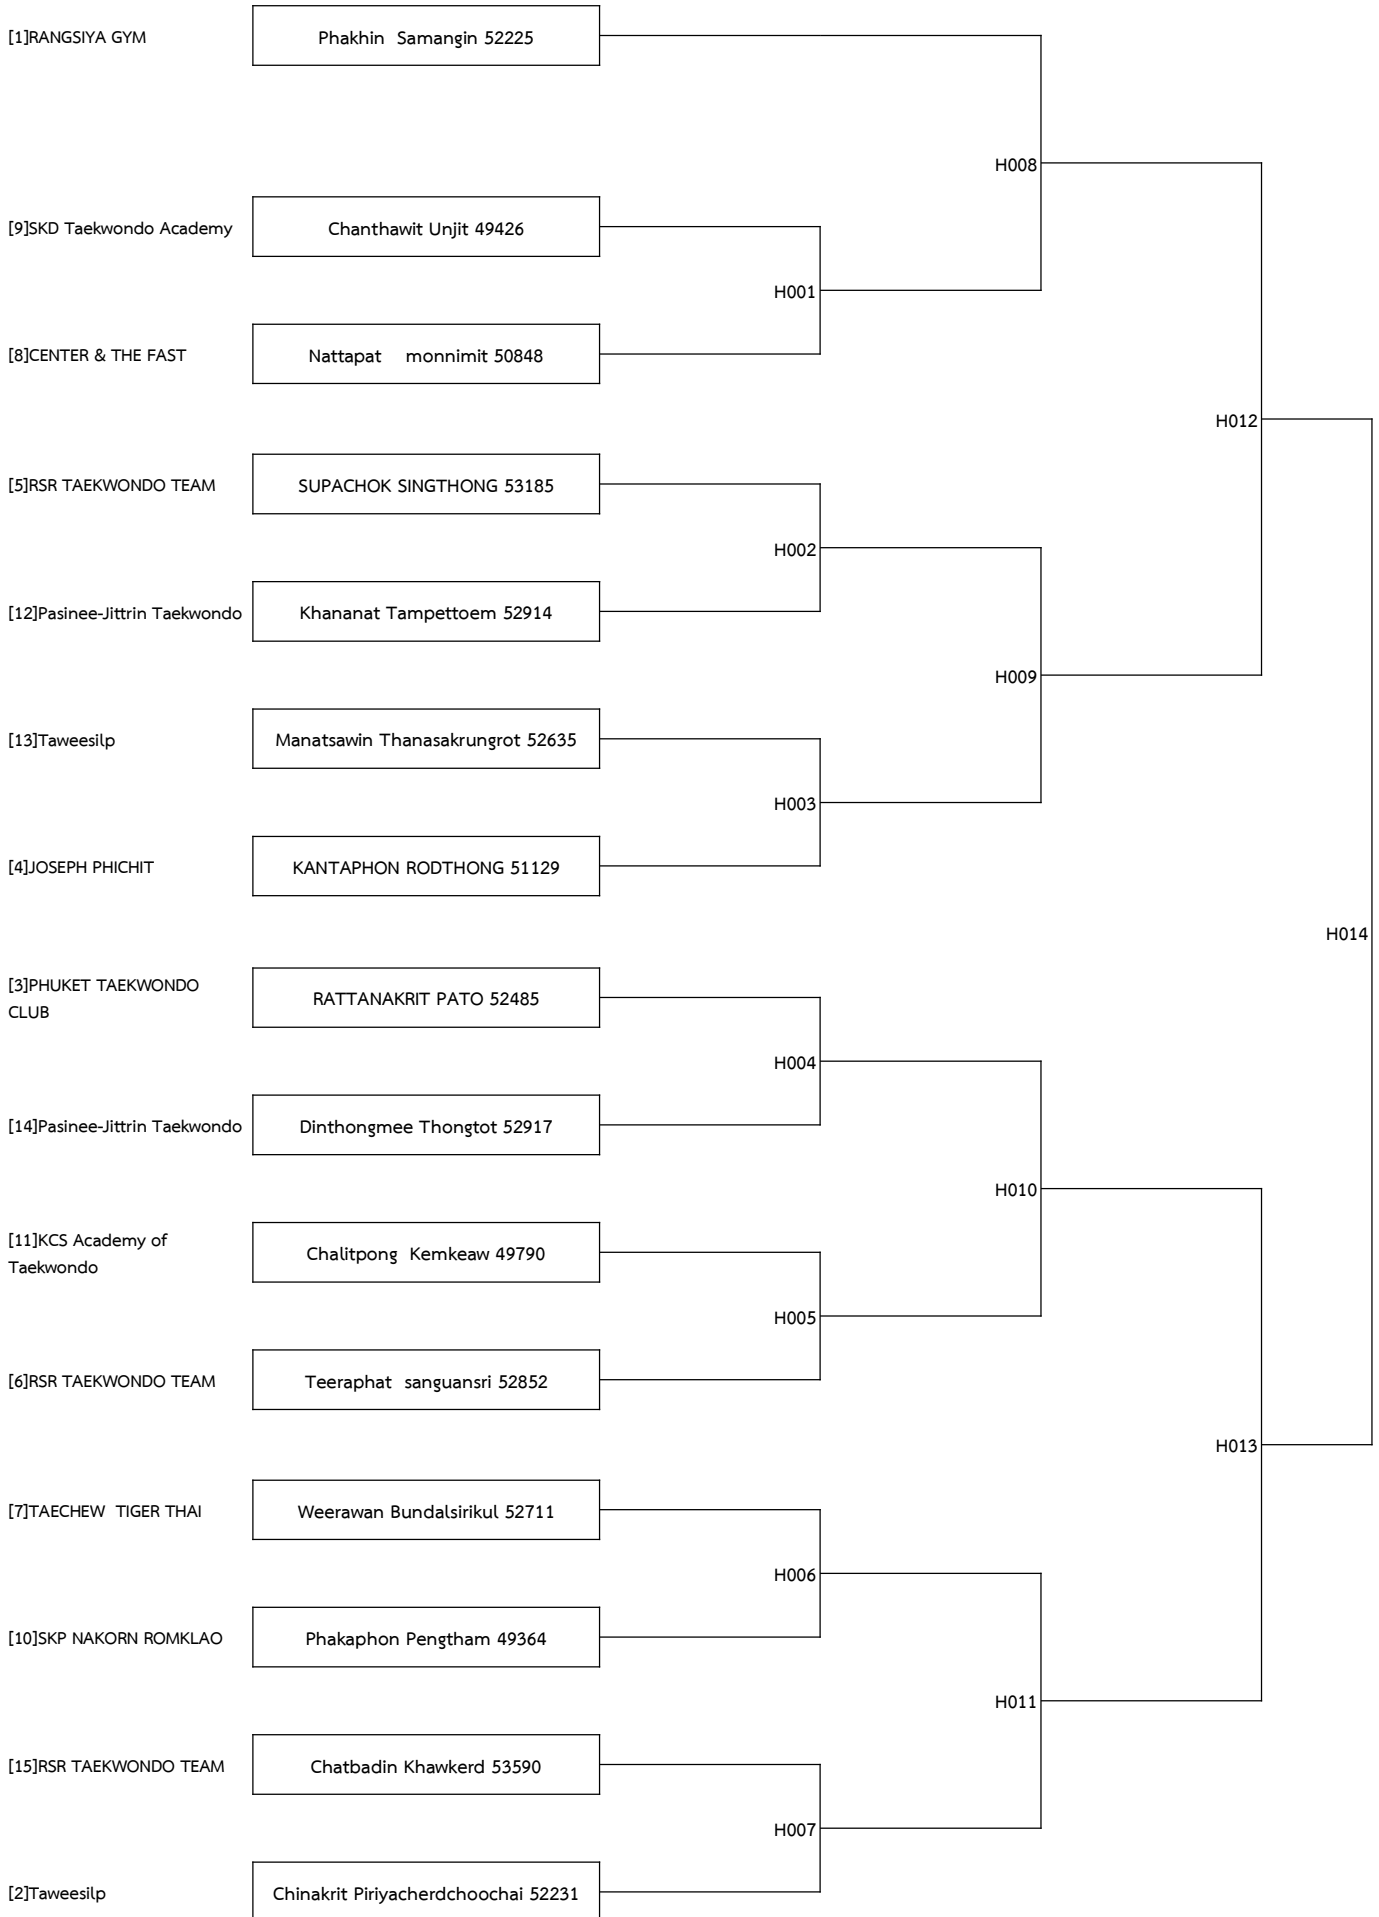 [1]RANGSIYA GYM
Phakhin  Samangin 52225
H008
[9]SKD Taekwondo Academy
Chanthawit Unjit 49426
H001
[8]CENTER & THE FAST
Nattapat    monnimit 50848
H012
[5]RSR TAEKWONDO TEAM
SUPACHOK SINGTHONG 53185
H002
[12]Pasinee-Jittrin Taekwondo
Khananat Tampettoem 52914
H009
[13]Taweesilp
Manatsawin Thanasakrungrot 52635
H003
[4]JOSEPH PHICHIT
KANTAPHON RODTHONG 51129
H014
[3]PHUKET TAEKWONDO
CLUB
RATTANAKRIT PATO 52485
H004
[14]Pasinee-Jittrin Taekwondo
Dinthongmee Thongtot 52917
H010
[11]KCS Academy of
Taekwondo
Chalitpong  Kemkeaw 49790
H005
[6]RSR TAEKWONDO TEAM
Teeraphat  sanguansri 52852
H013
[7]TAECHEW  TIGER THAI
Weerawan Bundalsirikul 52711
H006
[10]SKP NAKORN ROMKLAO
Phakaphon Pengtham 49364
H011
[15]RSR TAEKWONDO TEAM
Chatbadin Khawkerd 53590
H007
[2]Taweesilp
Chinakrit Piriyacherdchoochai 52231